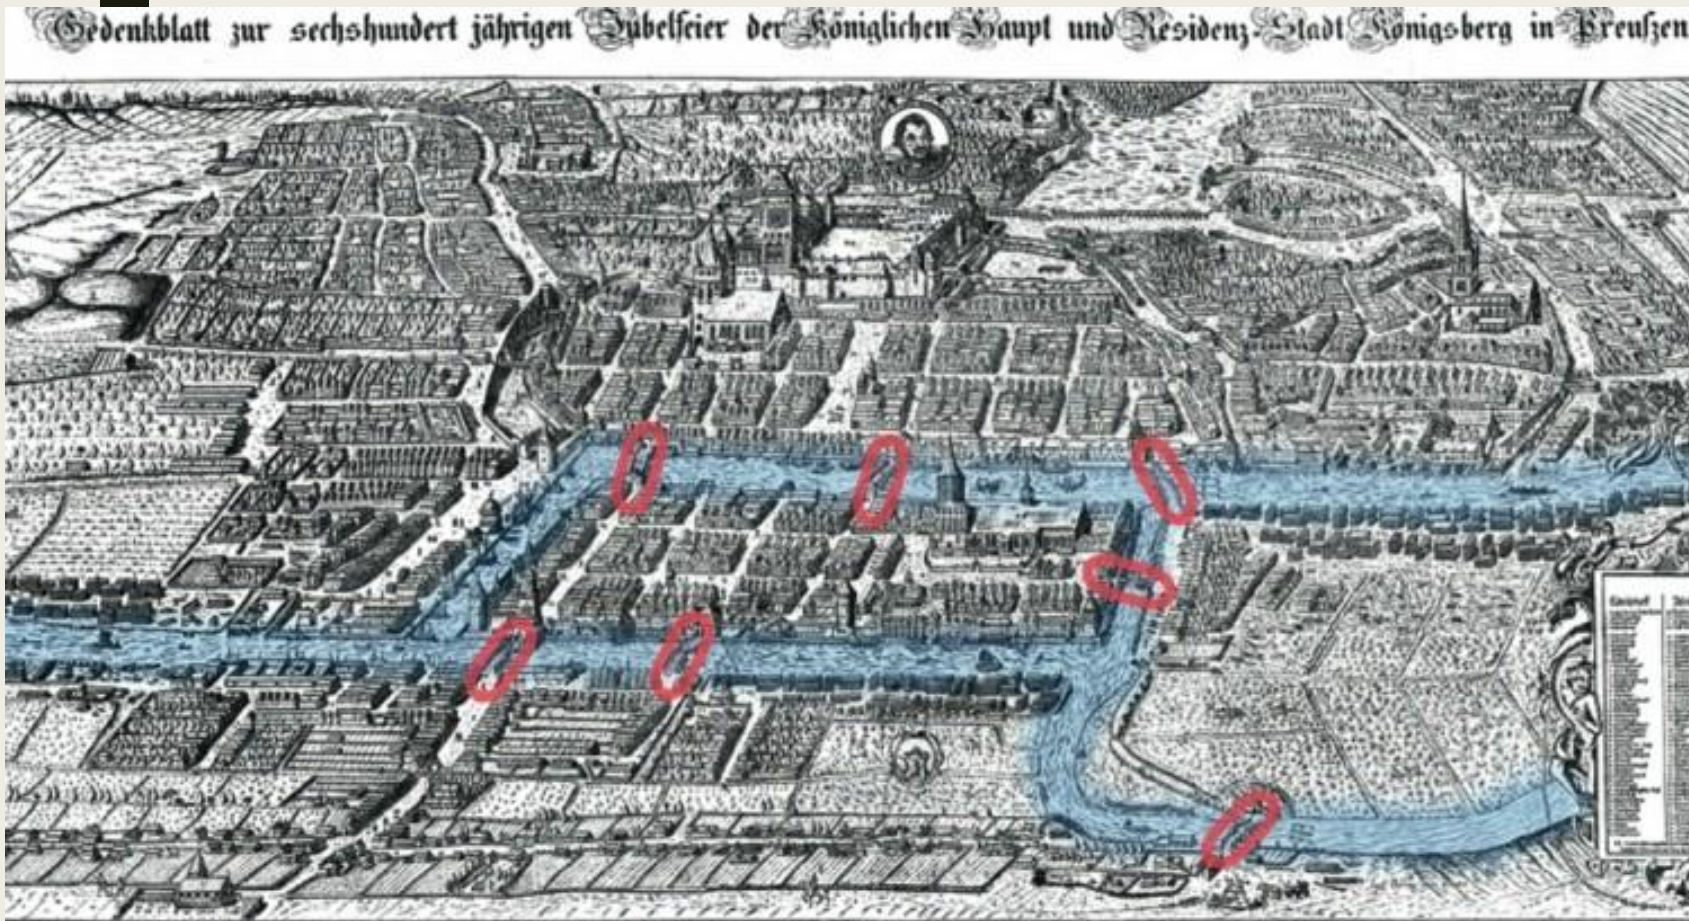 Gedenkblatt zur sechshundert jährigen Jubelfeier der Königlichen Haupt und Residenz-Stadt Königsberg in Preußen